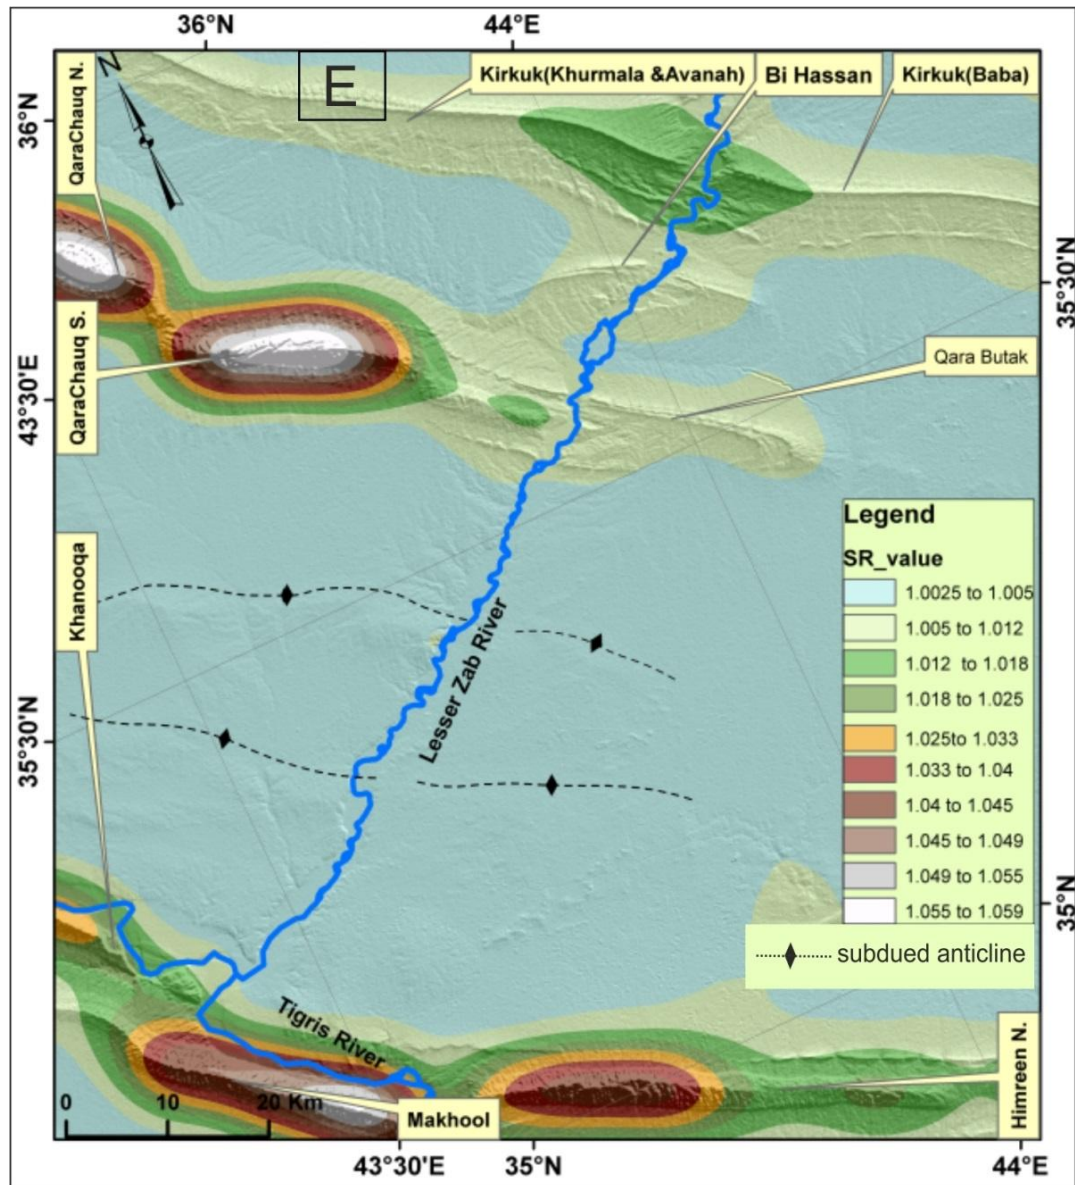 36°N
44°E
N
E
Kirkuk(Khurmala &Avanah)
Bi Hassan
Kirkuk(Baba)
QaraChauq N.
36°N
35°30'N
QaraChauq S.
43°30'E
Qara Butak
Khanooqa
Lesser Zab River
35°30'N
Legend
SR_value
1.0025 to 1.005
1.005 to 1.012
1.012 to 1.018
1.018 to 1.025
1.025to 1.033
1.033 to 1.04
1.04 to 1.045
1.045 to 1.049
1.049 to 1.055
1.055 to 1.059
35°N
subdued anticline
Tigris River
Himreen N.
0 10 20 Km
Makhool
43°30'E
35°N
44°E